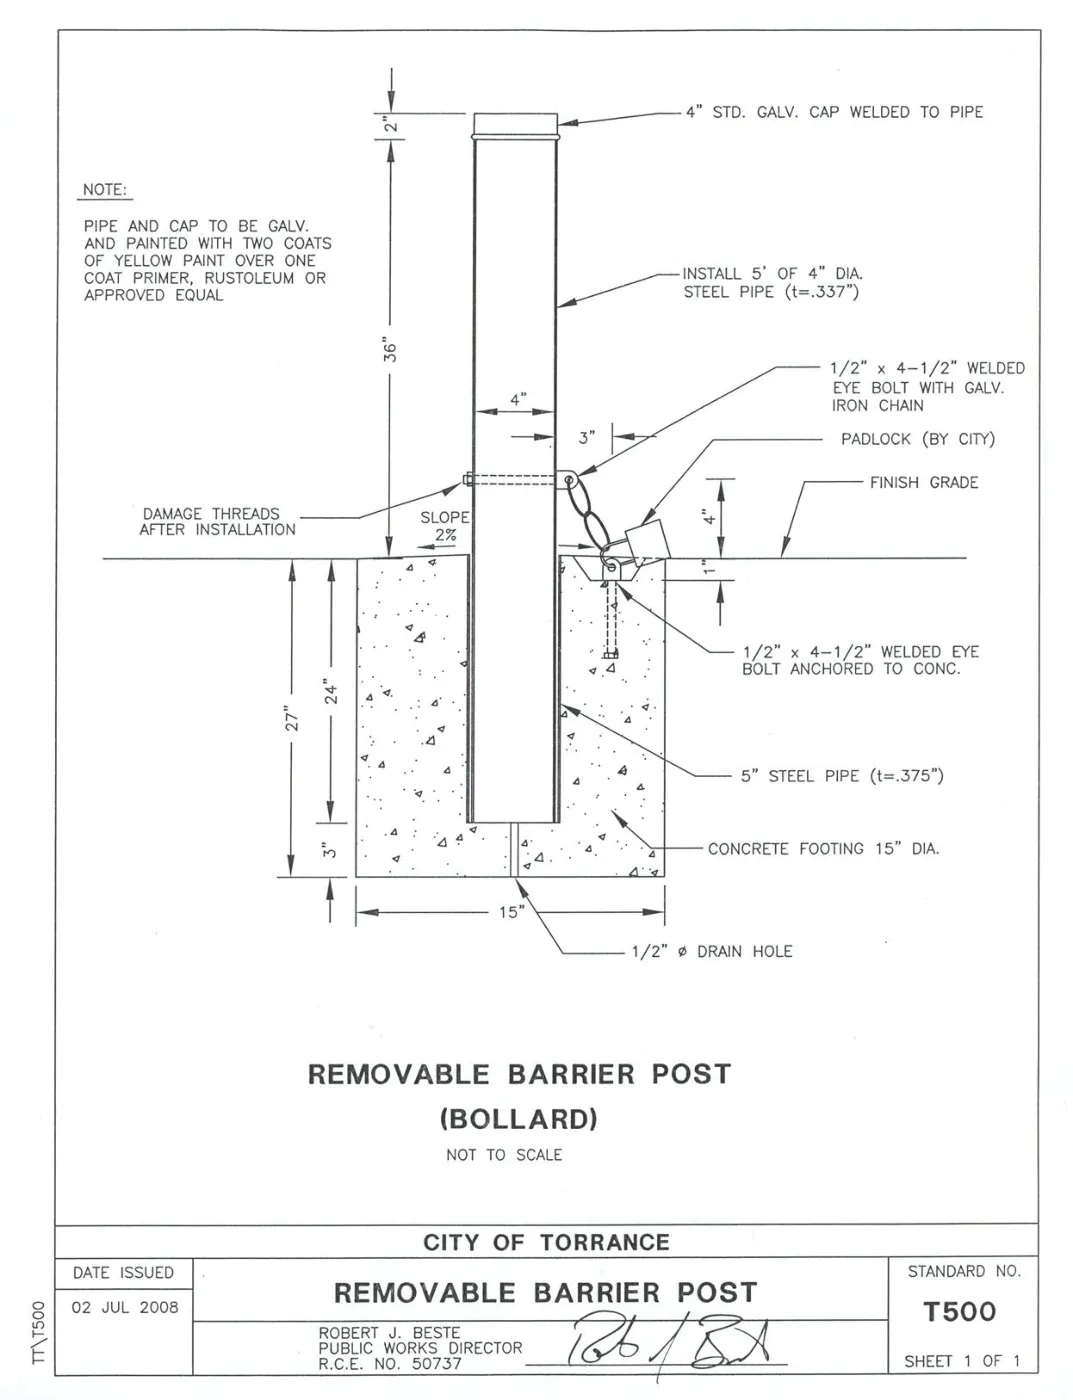 2"
4" STD. GALV. CAP WELDED TO PIPE
NOTE:
PIPE AND CAP TO BE GALV.
AND PAINTED WITH TWO COATS
OF YELLOW PAINT OVER ONE
COAT PRIMER, RUSTOLEUM OR
APPROVED EQUAL
INSTALL 5' OF 4" DIA.
STEEL PIPE (t=.337")
36"
1/2" x 4-1/2" WELDED
EYE BOLT WITH GALV.
IRON CHAIN
4"
3"
PADLOCK (BY CITY)
FINISH GRADE
DAMAGE THREADS
AFTER INSTALLATION
SLOPE
2%
4"
1"
1/2" x 4-1/2" WELDED EYE
BOLT ANCHORED TO CONC.
24"
27"
5" STEEL PIPE (t=.375")
3"
CONCRETE FOOTING 15" DIA.
15"
1/2" ø DRAIN HOLE
REMOVABLE BARRIER POST
(BOLLARD)
NOT TO SCALE
CITY OF TORRANCE
DATE ISSUED
02 JUL 2008
REMOVABLE BARRIER POST
ROBERT J. BESTE
PUBLIC WORKS DIRECTOR
R.C.E. NO. 50737
STANDARD NO.
T500
SHEET 1 OF 1
TT\T500